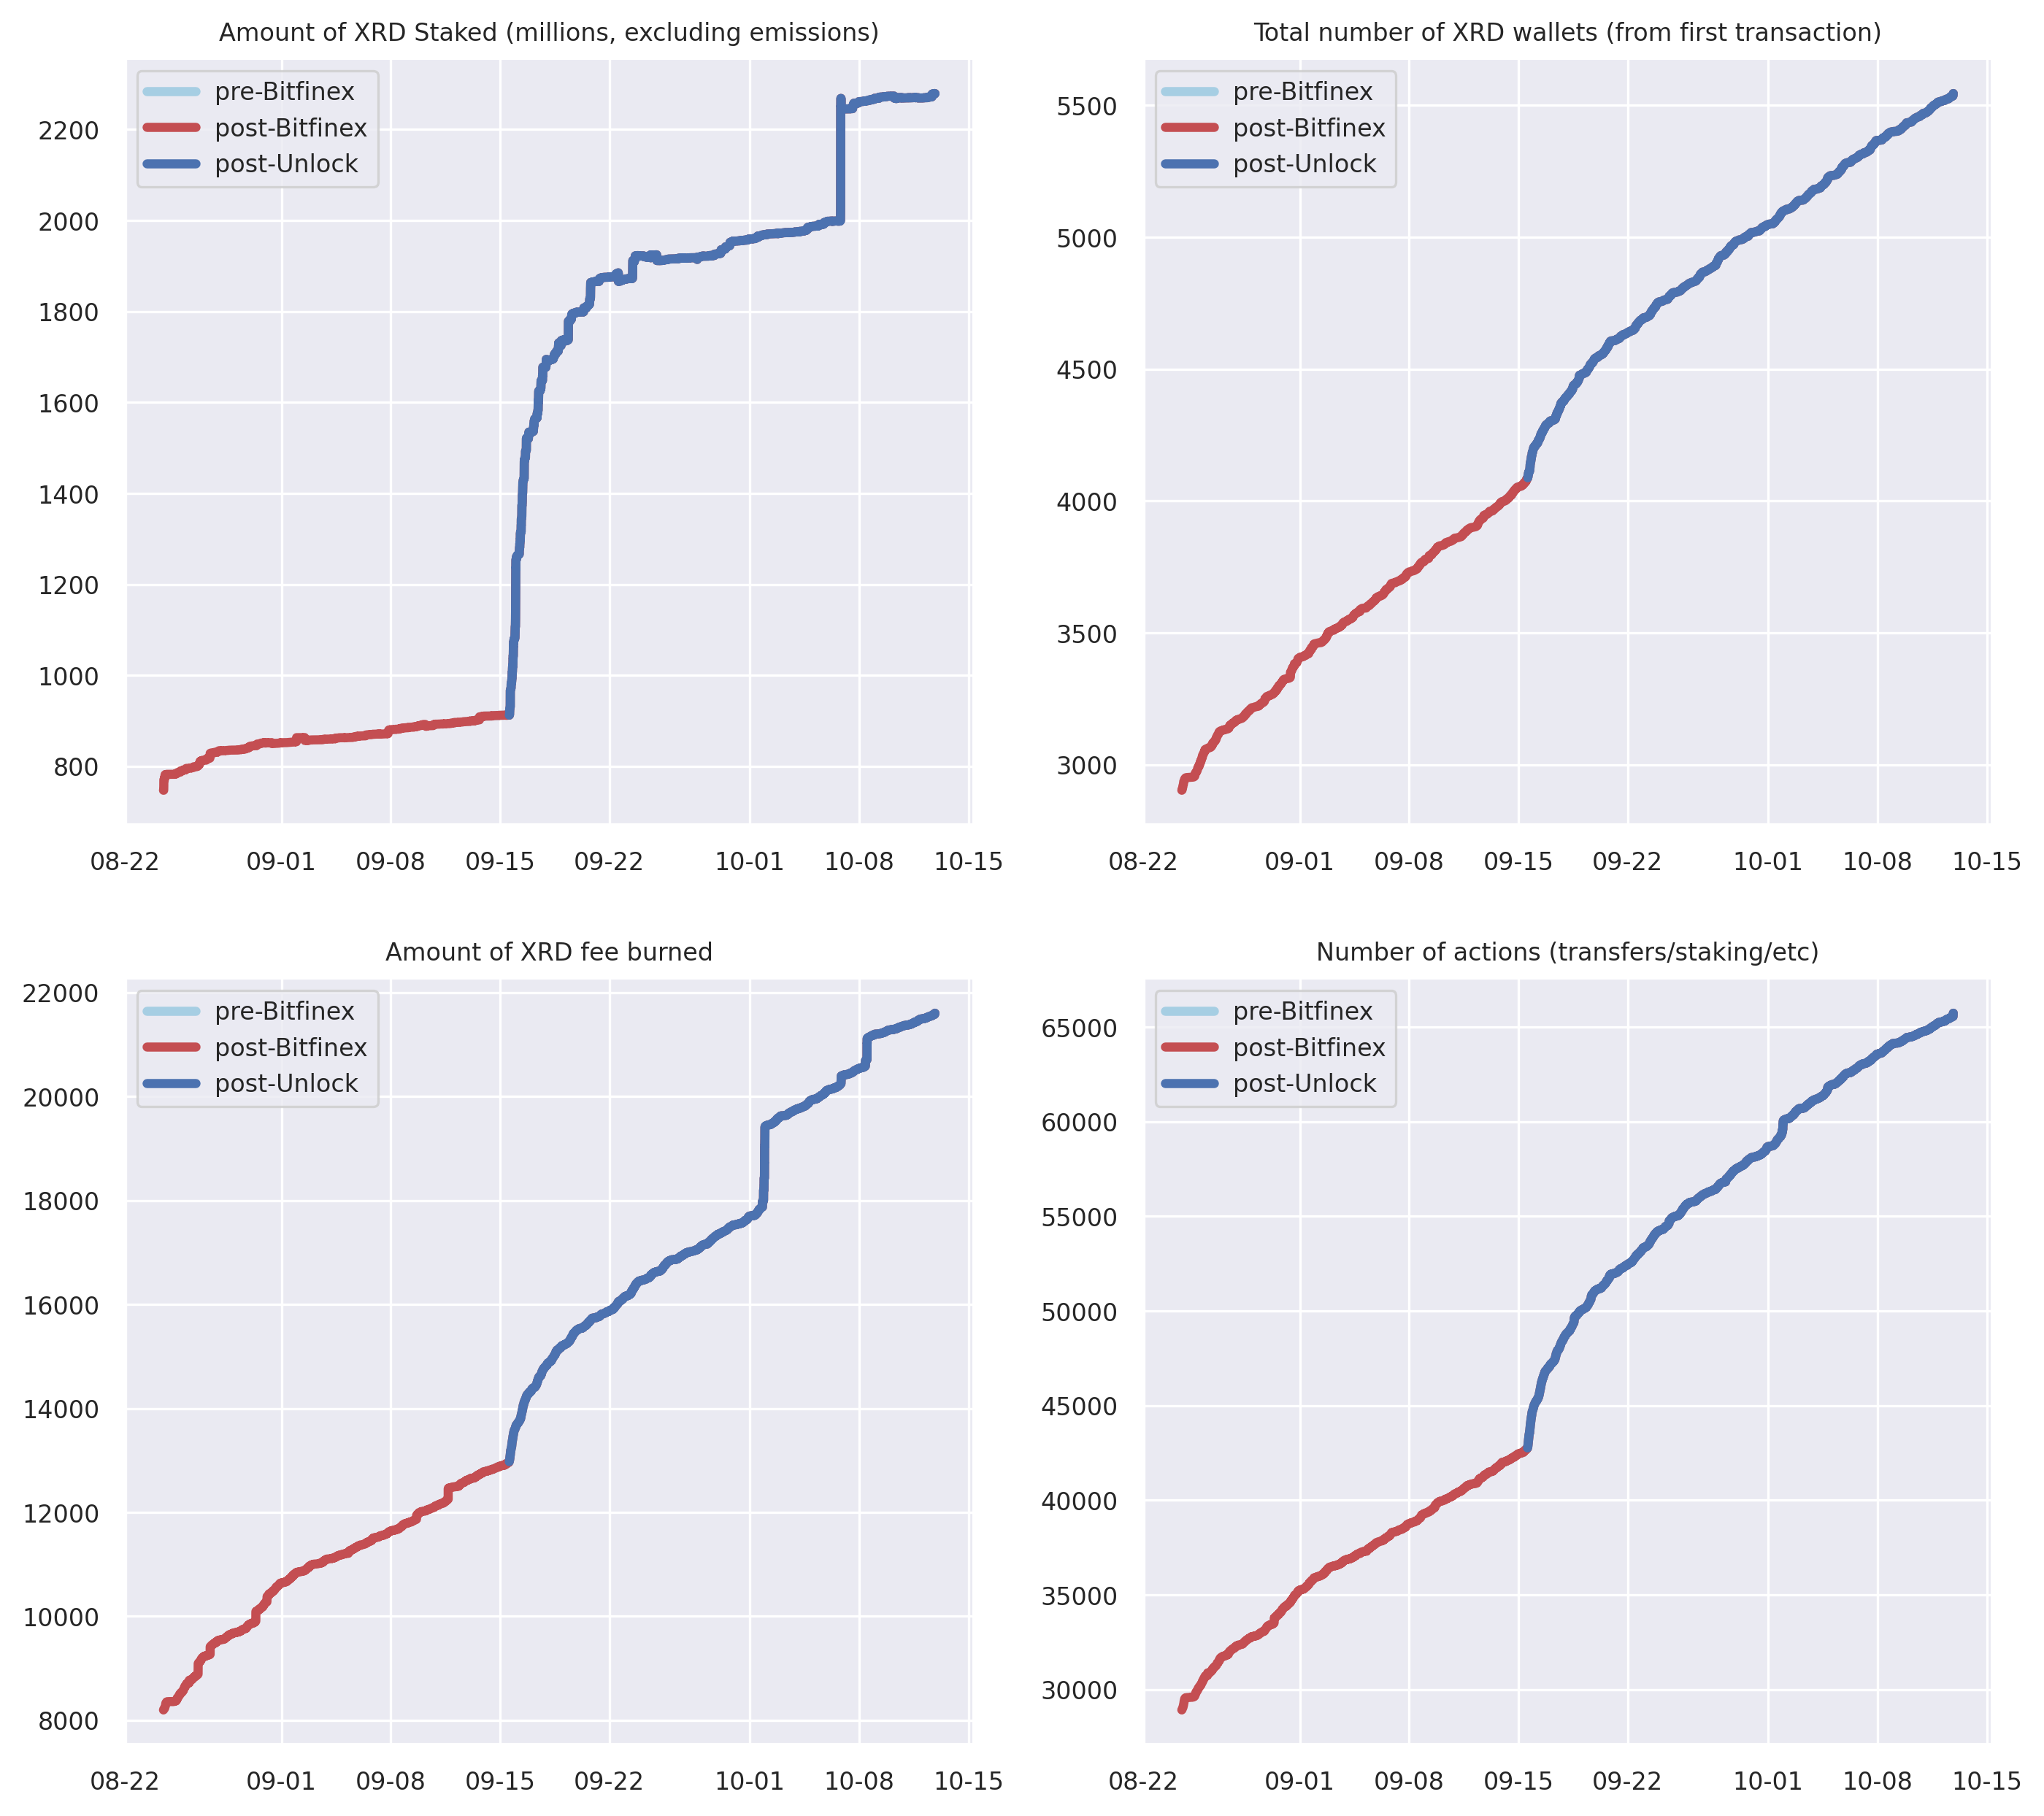 Amount of XRD Staked (millions, excluding emissions)
pre-Bitfinex
post-Bitfinex
post-Unlock
2200
2000
1800
1600
1400
1200
1000
800
08-22 09-01 09-08 09-15 09-22 10-01 10-08 10-15
Total number of XRD wallets (from first transaction)
pre-Bitfinex
post-Bitfinex
post-Unlock
5500
5000
4500
4000
3500
3000
08-22 09-01 09-08 09-15 09-22 10-01 10-08 10-15
Amount of XRD fee burned
pre-Bitfinex
post-Bitfinex
post-Unlock
22000
20000
18000
16000
14000
12000
10000
8000
08-22 09-01 09-08 09-15 09-22 10-01 10-08 10-15
Number of actions (transfers/staking/etc)
pre-Bitfinex
post-Bitfinex
post-Unlock
65000
60000
55000
50000
45000
40000
35000
30000
08-22 09-01 09-08 09-15 09-22 10-01 10-08 10-15